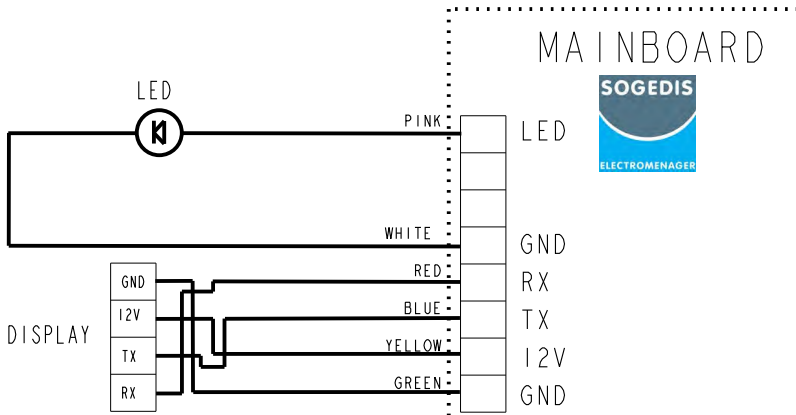 MAINBOARD
SOGEDIS
ELECTROMENAGER
LED
PINK
LED
WHITE
GND
RED
RX
BLUE
TX
YELLOW
12V
GREEN
GND
DISPLAY
GND
12V
TX
RX